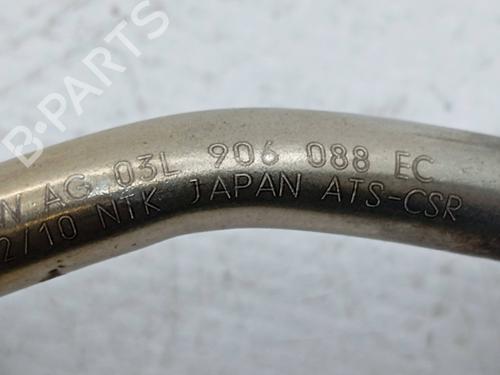 B-PARTS
AG 03L 906 088 EC
2/10 NTK JAPAN ATS-CSR